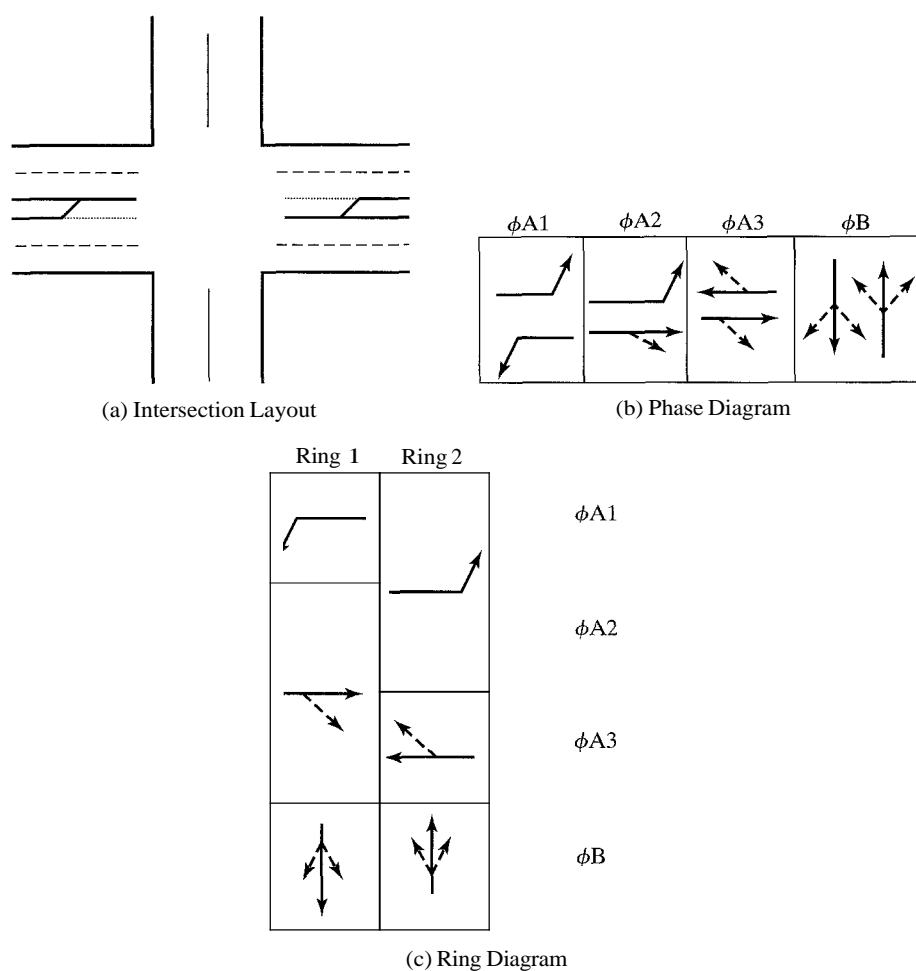 ϕA1 ϕA2 ϕA3 ϕB
(a) Intersection Layout
(b) Phase Diagram
Ring 1 Ring 2
ϕA1
ϕA2
ϕA3
ϕB
(c) Ring Diagram